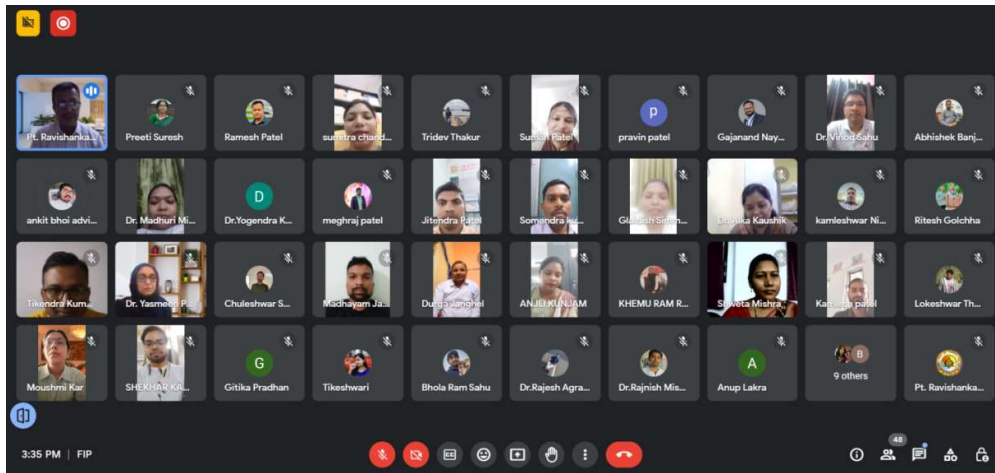 Pt. Ravishanka...
Preeti Suresh
Ramesh Patel
sumitra chand...
Tridev Thakur
Suman Patel
p
pravin patel
Gajanand Nay...
Dr. Vinod Sahu
Abhishek Banj...
ankit bhoi advi...
Dr. Madhuri Mi...
D
Dr.Yogendra K...
meghraj patel
Jitendra Patel
Somendra ku...
Gladish Simm...
Dr. Alka Kaushik
kamleshwar Ni...
Ritesh Golchha
Tikendra Kum...
Dr. Yasmeen P...
Chuleshwar S...
Madhayam Ja...
Durga Janghel
ANJLI KUNJAM
KHEMU RAM R...
Shweta Mishra
Kamlesh patel
Lokeshwar Th...
Moushmi Kar
SHEKHAR KA...
G
Gitika Pradhan
Tikeshwari
Bhola Ram Sahu
Dr.Rajesh Agra...
Dr.Rajnish Mis...
A
Anup Lakra
B
9 others
Pt. Ravishanka...
3:35 PM | FIP
CC
48